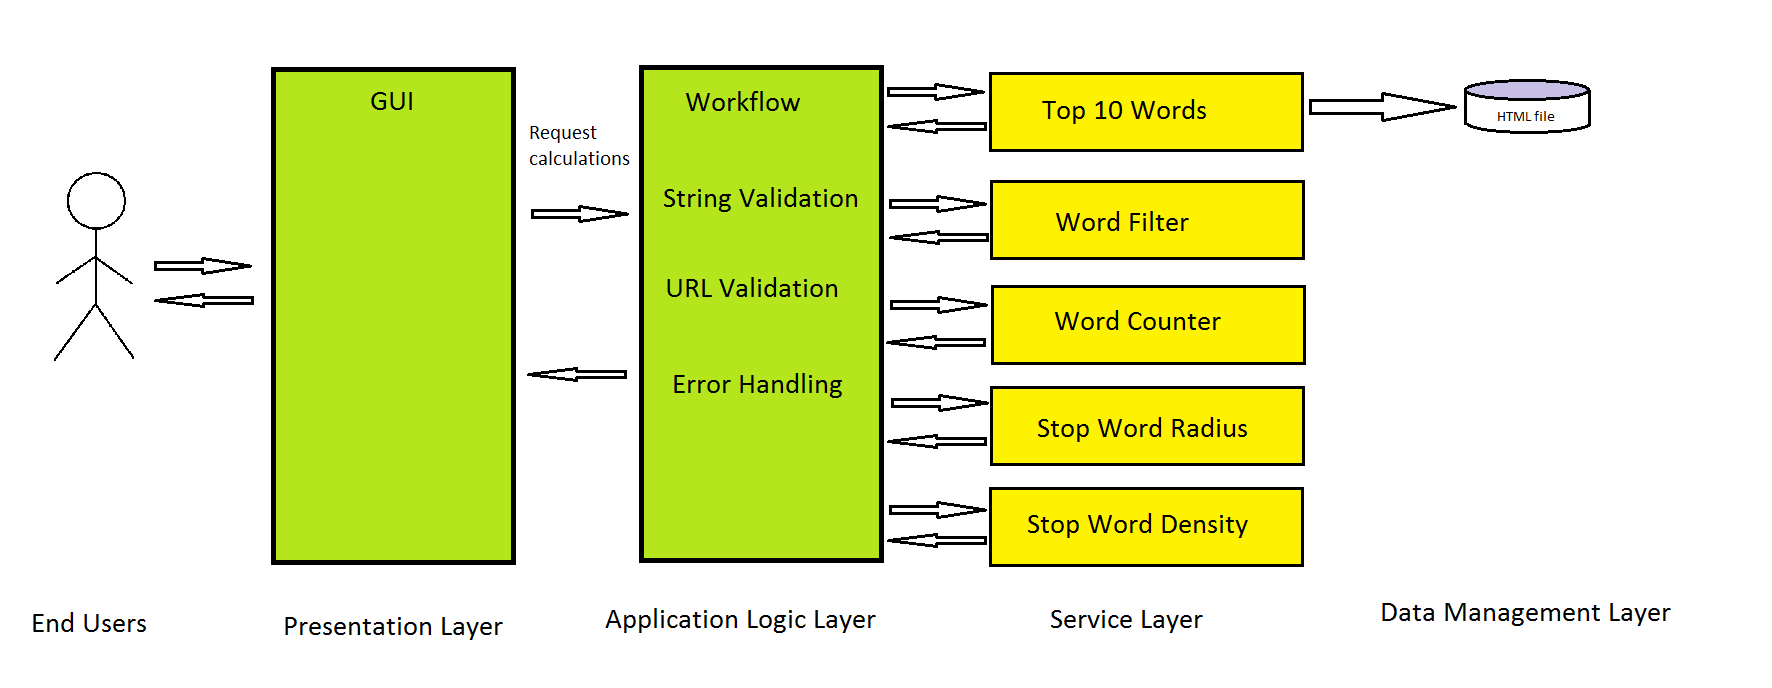 GUI
Request
calculations
Workflow
String Validation
URL Validation
Error Handling
Top 10 Words
Word Filter
Word Counter
Stop Word Radius
Stop Word Density
HTML file
End Users
Presentation Layer
Application Logic Layer
Service Layer
Data Management Layer